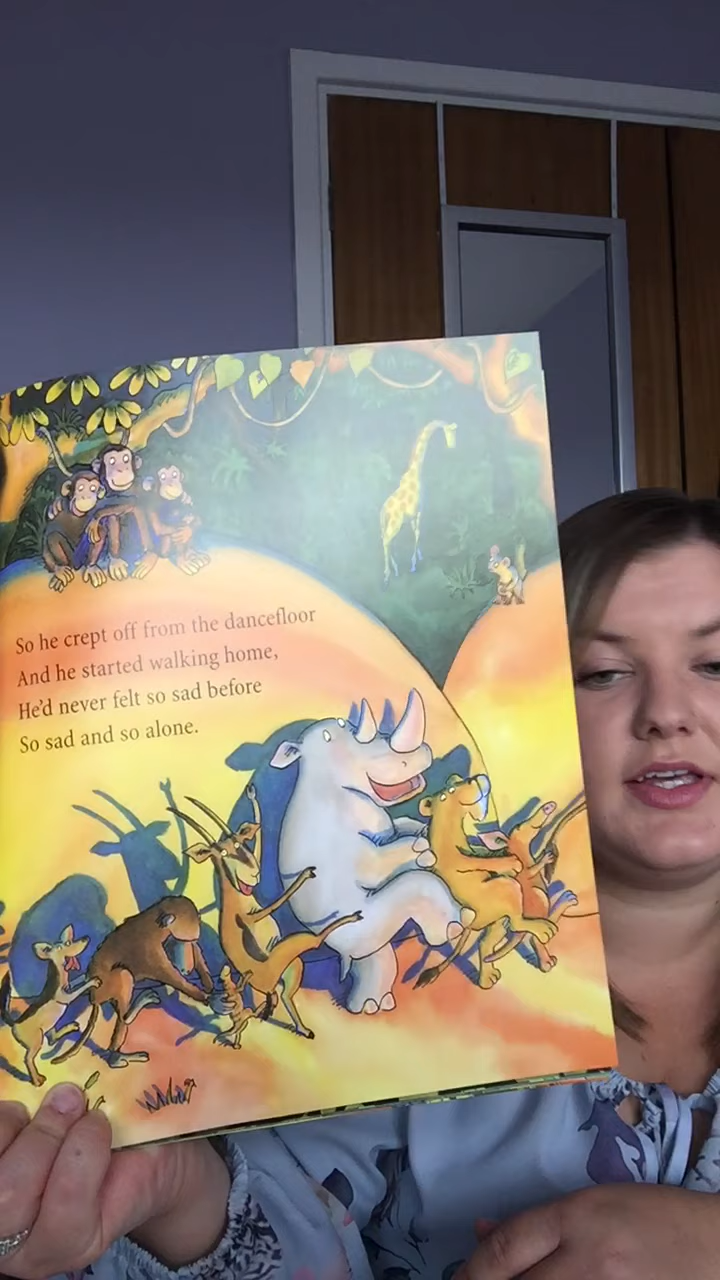 So he crept off from the dancefloor
And he started walking home,
He'd never felt so sad before
So sad and so alone.